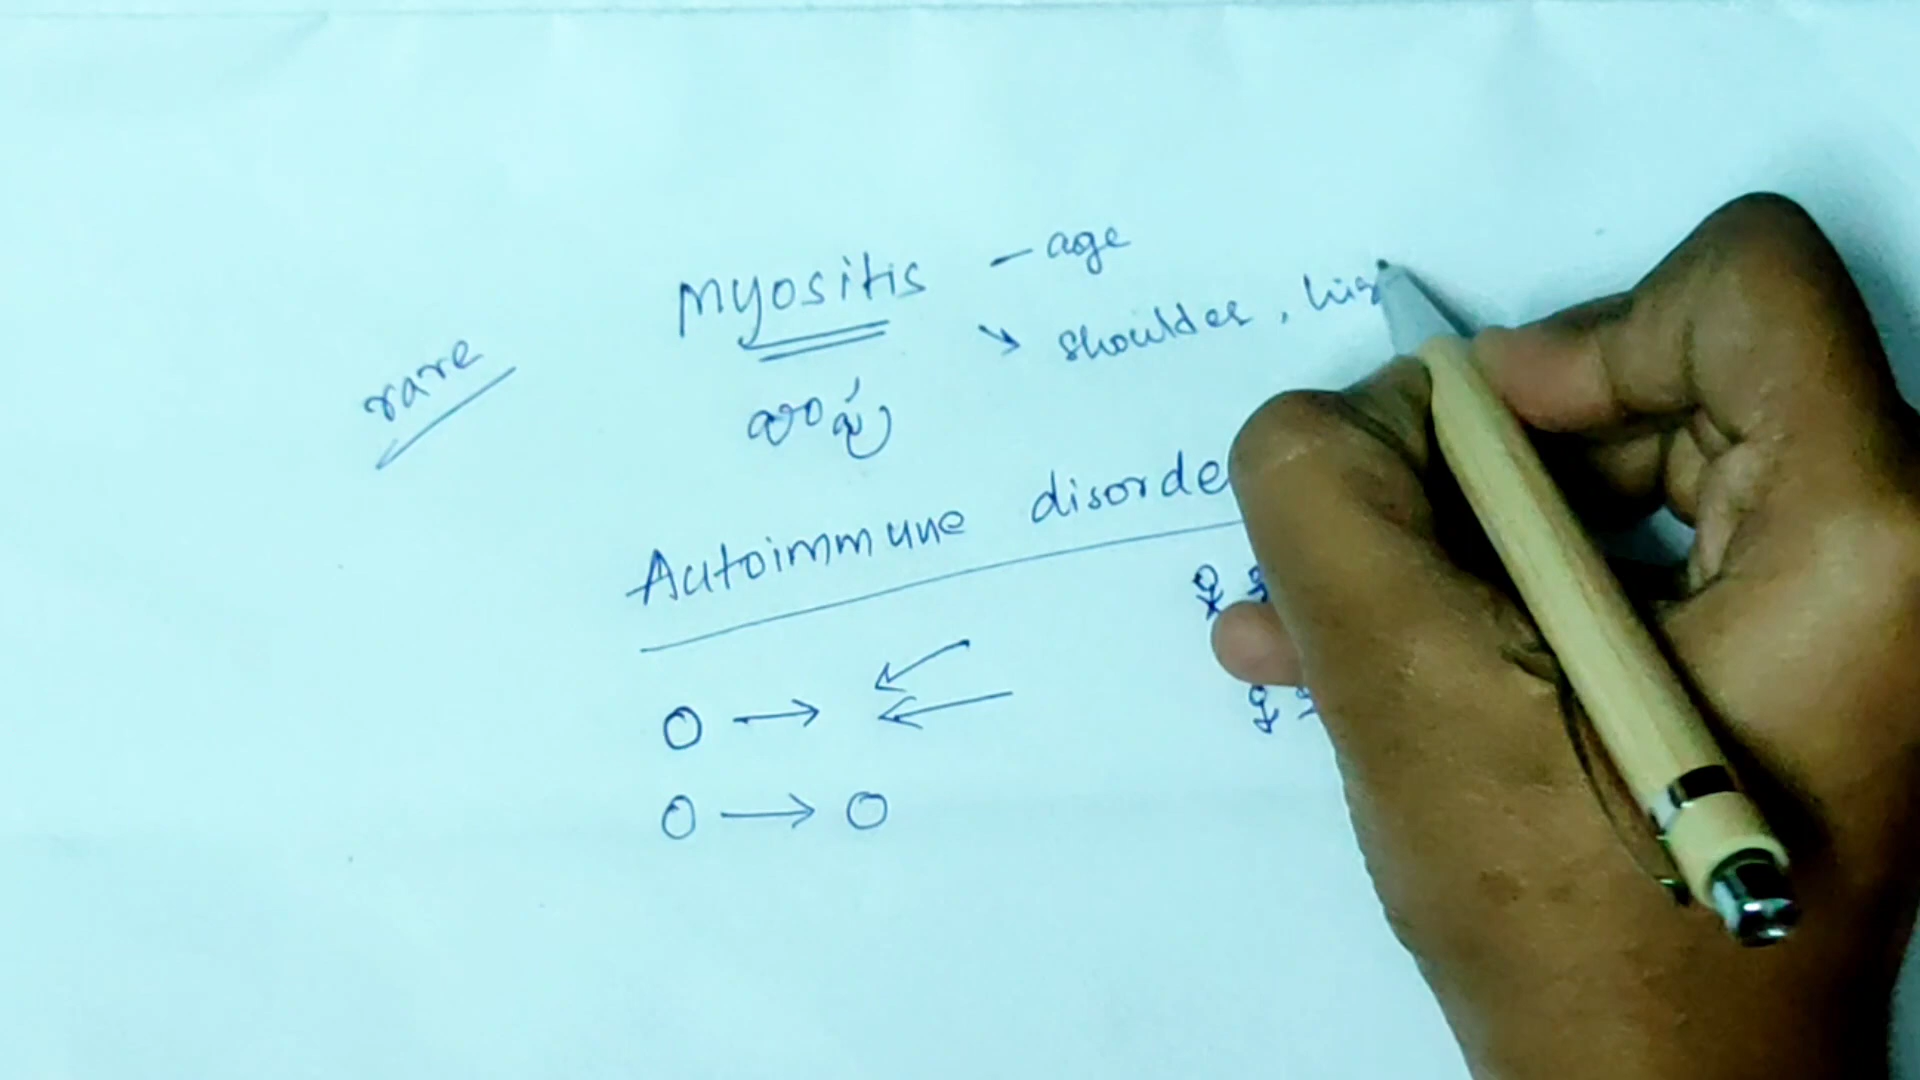 Myositis - age
shoulder,
rare
వాపు
Autoimmune disorde